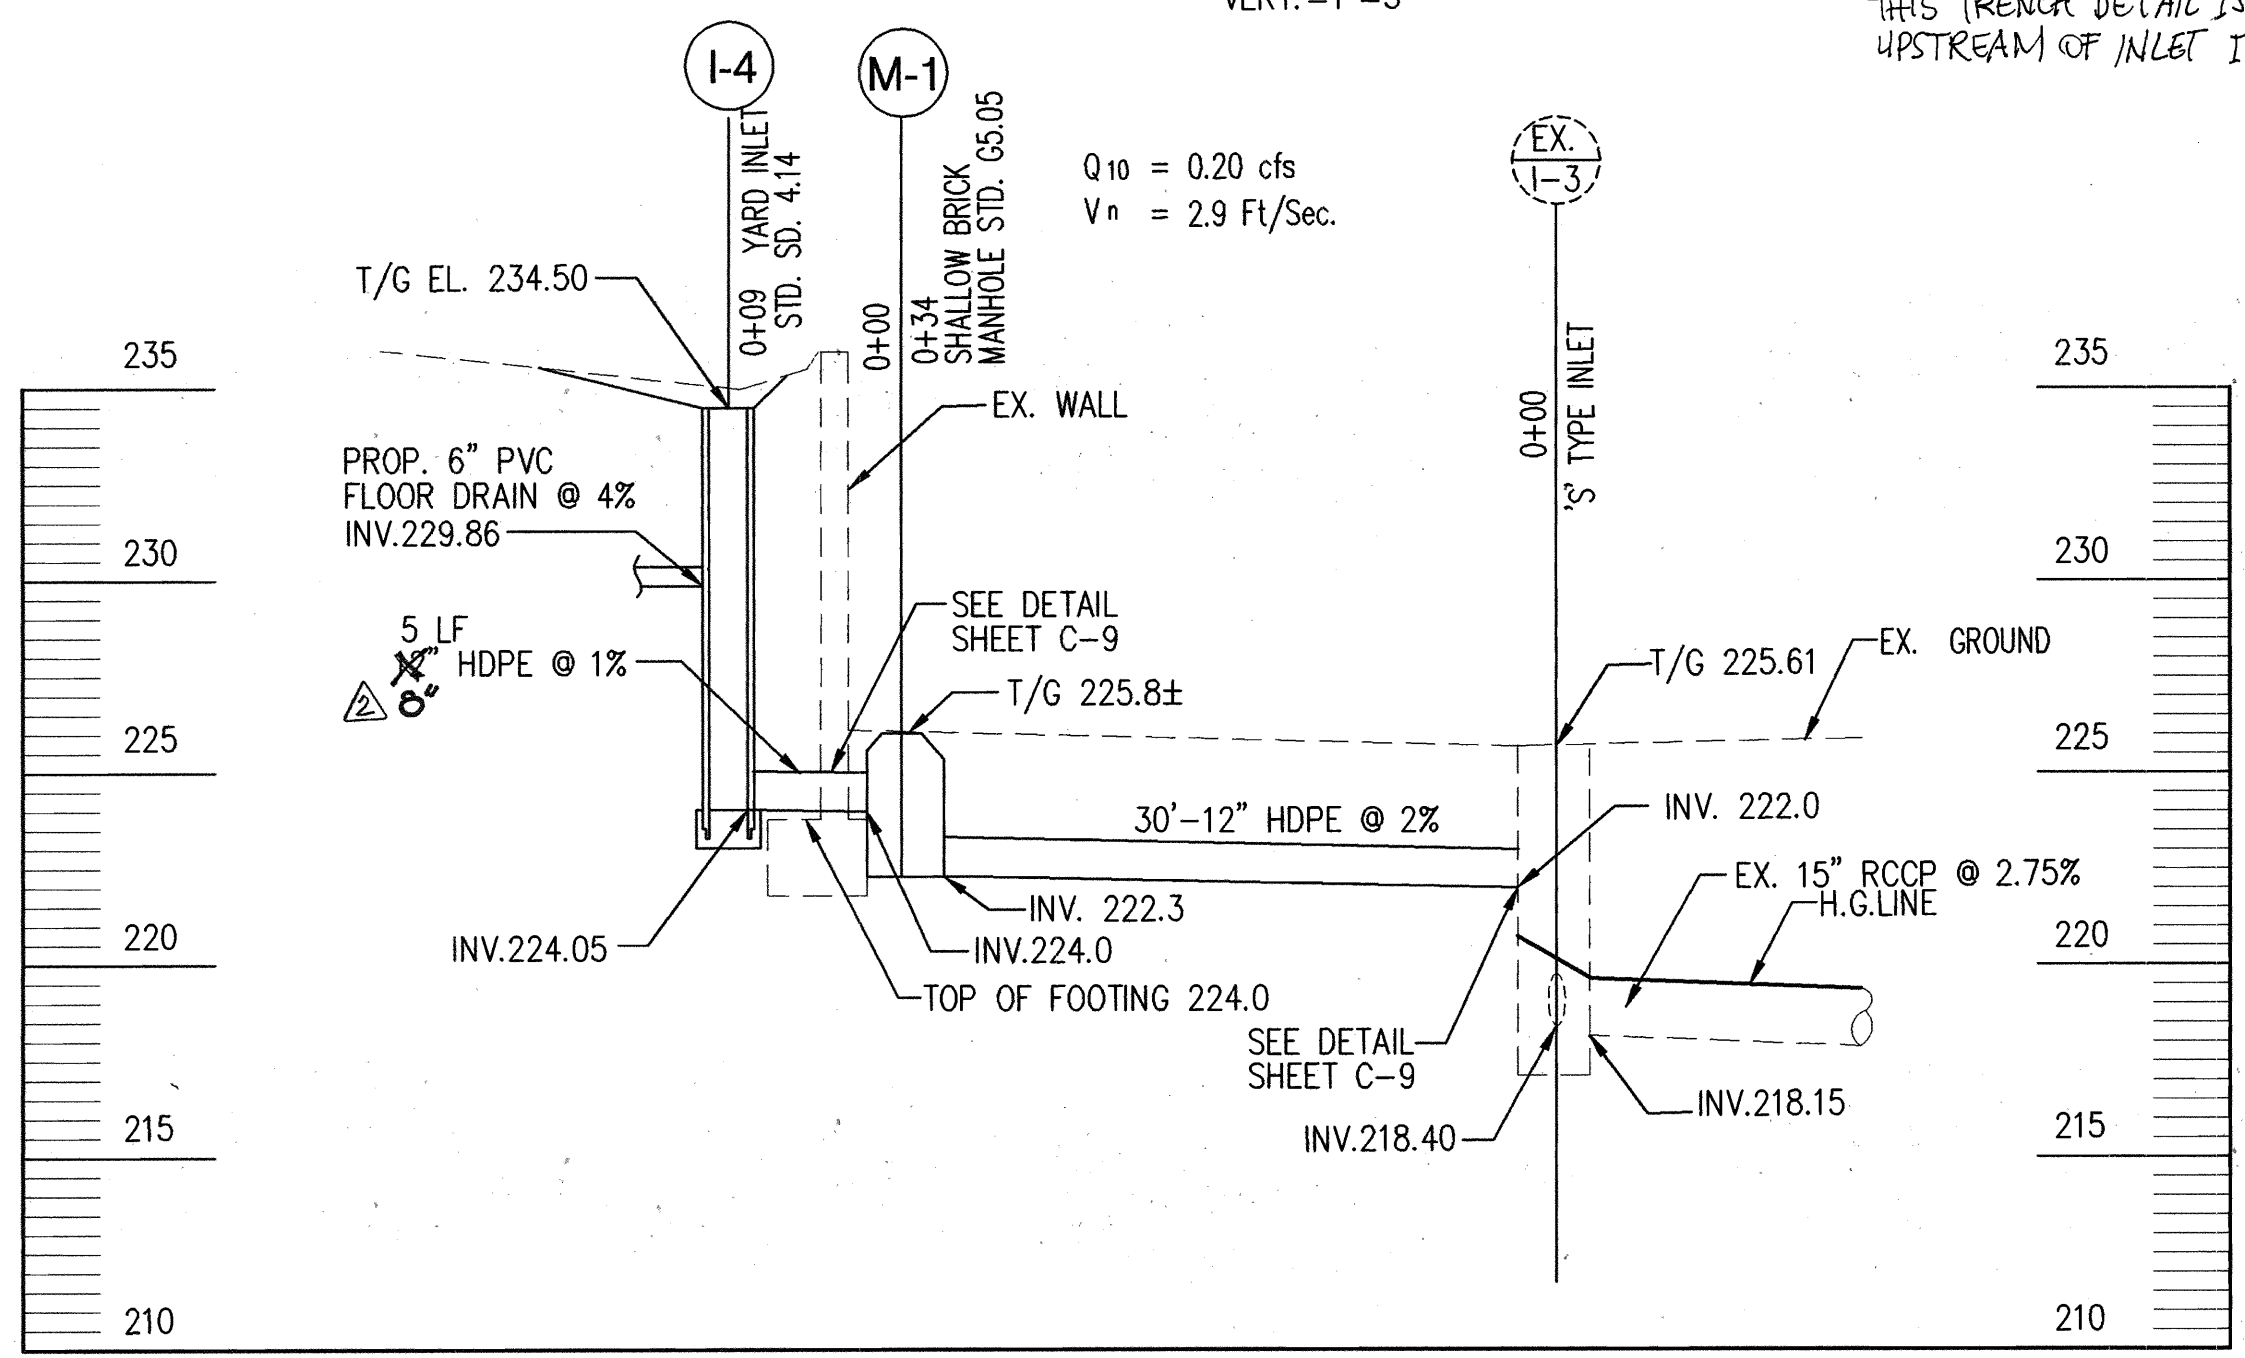 THIS TRENCH DETAIL IS
UPSTREAM OF INLET
I-4
M-1
0+09 YARD INLET
STD. SD. 4.14
0+00
0+34
SHALLOW BRICK
MANHOLE STD. G5.05
Q10 = 0.20 cfs
Vn = 2.9 Ft/Sec.
EX.
I-3
0+00
'S' TYPE INLET
T/G EL. 234.50
235
235
EX. WALL
PROP. 6" PVC
FLOOR DRAIN @ 4%
INV.229.86
230
230
SEE DETAIL
SHEET C-9
5 LF
12" HDPE @ 1%
2 8"
T/G 225.8±
T/G 225.61
EX. GROUND
225
225
30'-12" HDPE @ 2%
INV. 222.0
EX. 15" RCCP @ 2.75%
H.G.LINE
INV. 222.3
INV.224.05
INV.224.0
TOP OF FOOTING 224.0
220
220
SEE DETAIL
SHEET C-9
INV.218.15
INV.218.40
215
215
210
210